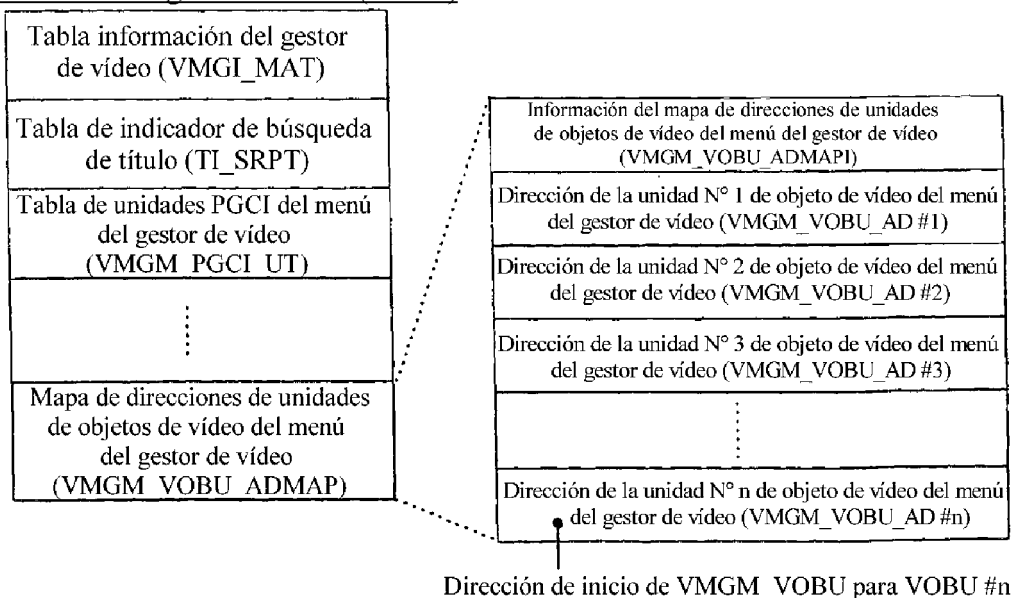 Tabla información del gestor
de vídeo (VMGI_MAT)
Tabla de indicador de búsqueda
de título (TI_SRPT)
Tabla de unidades PGCI del menú
del gestor de vídeo
(VMGM_PGCI_UT)
Mapa de direcciones de unidades
de objetos de vídeo del menú
del gestor de vídeo
(VMGM_VOBU_ADMAP)
Información del mapa de direcciones de unidades
de objetos de vídeo del menú del gestor de vídeo
(VMGM_VOBU_ADMAPI)
Dirección de la unidad Nº 1 de objeto de vídeo del menú
del gestor de vídeo (VMGM_VOBU_AD #1)
Dirección de la unidad Nº 2 de objeto de vídeo del menú
del gestor de vídeo (VMGM_VOBU_AD #2)
Dirección de la unidad Nº 3 de objeto de vídeo del menú
del gestor de vídeo (VMGM_VOBU_AD #3)
Dirección de la unidad Nº n de objeto de vídeo del menú
del gestor de vídeo (VMGM_VOBU_AD #n)
Dirección de inicio de VMGM_VOBU para VOBU #n